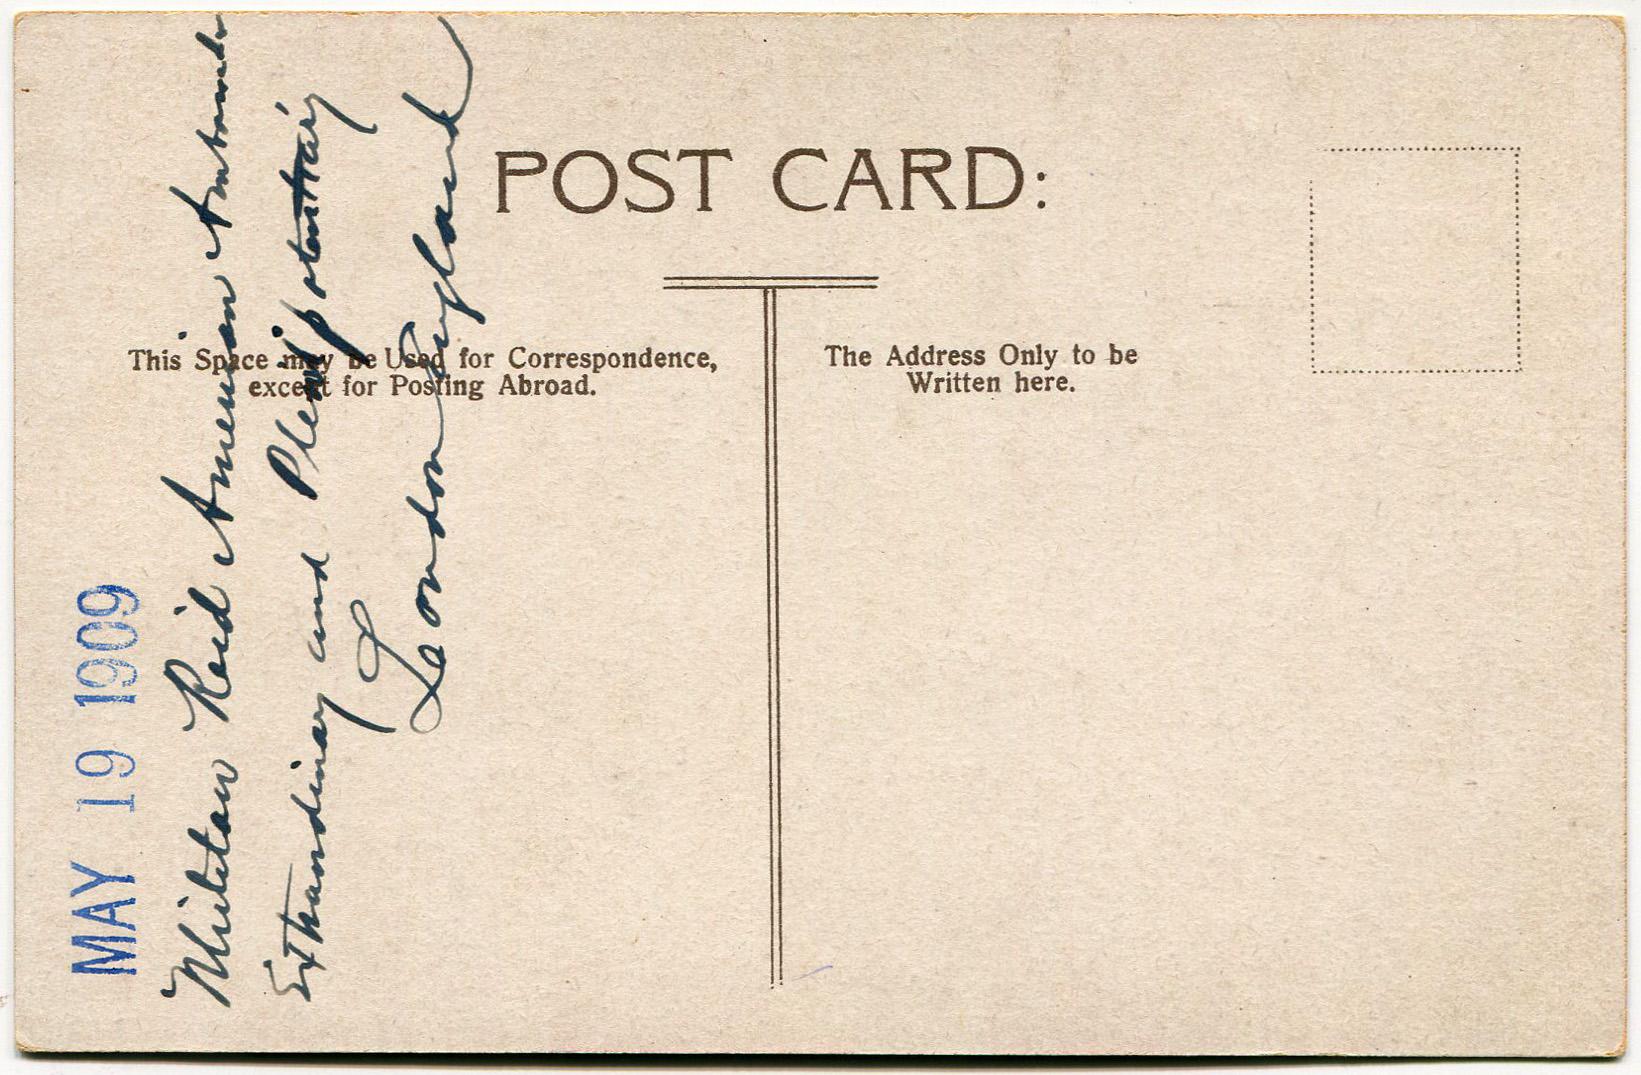 POST CARD:
This Space may be Used for Correspondence,
except for Posting Abroad.
The Address Only to be
Written here.
MAY 19 1909
Whitelaw Reid American
Extraordinary and Plenipotentiary
London England